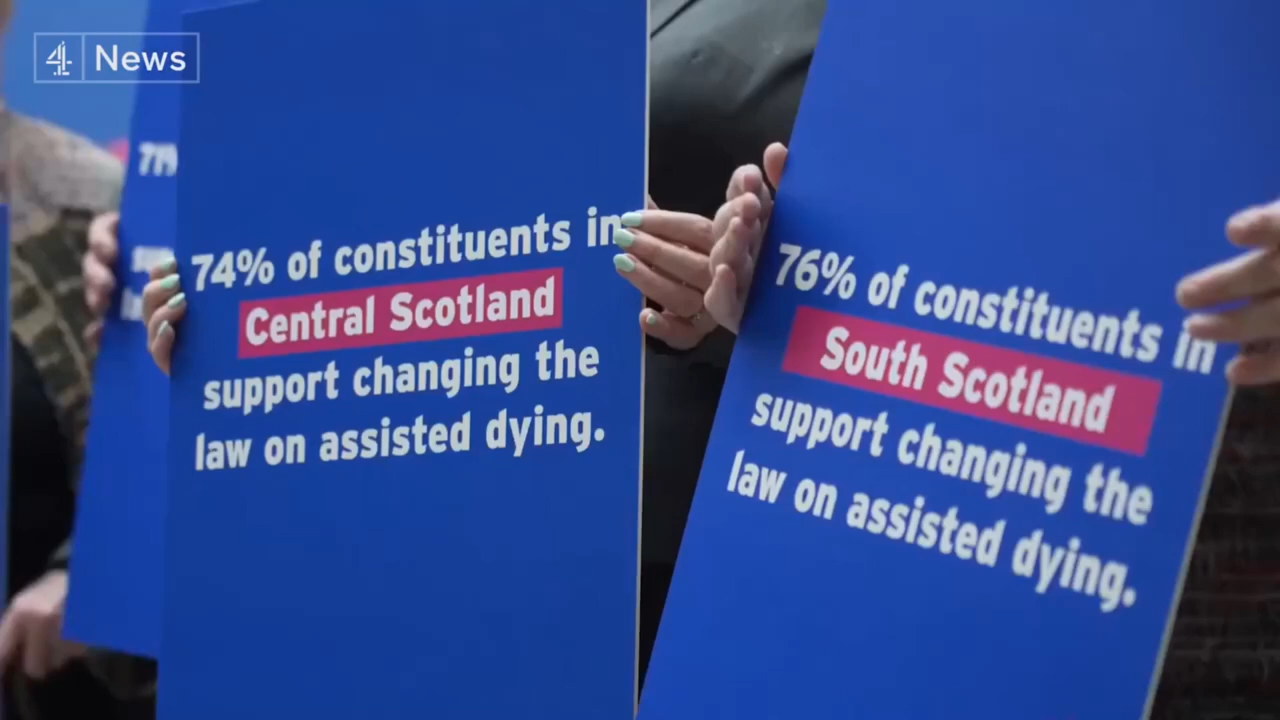 4 News
74% of constituents in
Central Scotland
support changing the
law on assisted dying.
76% of constituents in
South Scotland
support changing the
law on assisted dying.